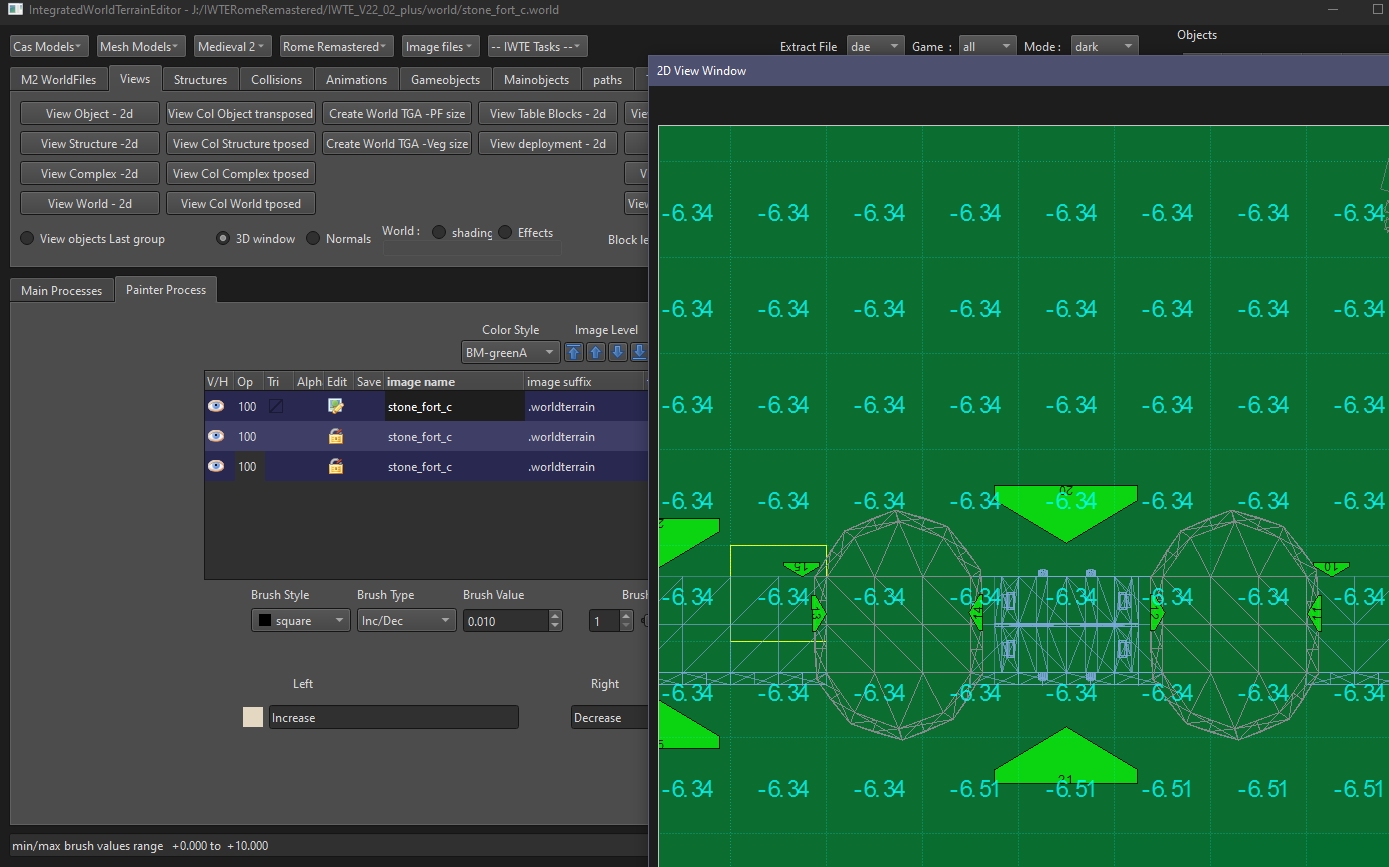 IntegratedWorldTerrainEditor - J:/IWTERomeRemastered/IWTE_V22_02_plus/world/stone_fort_c.world
Cas Models Mesh Models Medieval 2 Rome Remastered Image files -- IWTE Tasks -- Extract File dae Game : all Mode : dark Objects
M2 WorldFiles Views Structures Collisions Animations Gameobjects Mainobjects paths
2D View Window
View Object - 2d View Col Object transposed Create World TGA -PF size View Table Blocks - 2d
View Structure -2d View Col Structure tposed Create World TGA -Veg size View deployment - 2d
View Complex -2d View Col Complex tposed
View World - 2d View Col World tposed
View objects Last group 3D window Normals World : shading Effects Block le
Main Processes Painter Process
Color Style Image Level
BM-greenA
V/H Op Tri Alph Edit Save image name image suffix
100 stone_fort_c .worldterrain
100 stone_fort_c .worldterrain
100 stone_fort_c .worldterrain
Brush Style Brush Type Brush Value Brush
square Inc/Dec 0.010 1
Left Right
Increase Decrease
min/max brush values range +0.000 to +10.000
-6.34 -6.34 -6.34 -6.34 -6.34 -6.34 -6.34 -6.34
-6.34 -6.34 -6.34 -6.34 -6.34 -6.34 -6.34 -6.34
-6.34 -6.34 -6.34 -6.34 -6.34 -6.34 -6.34 -6.34
20
-6.34 -6.34 -6.34 -6.34 -6.34 -6.34 -6.34 -6.34
15 10
-6.34 -6.34 -6.34 -6.34 -6.34 -6.34 -6.34 -6.34
-6.34 -6.34 -6.34 -6.34 -6.34 -6.34 -6.34 -6.34
21
-6.34 -6.34 -6.34 -6.51 -6.51 -6.51 -6.51 -6.51